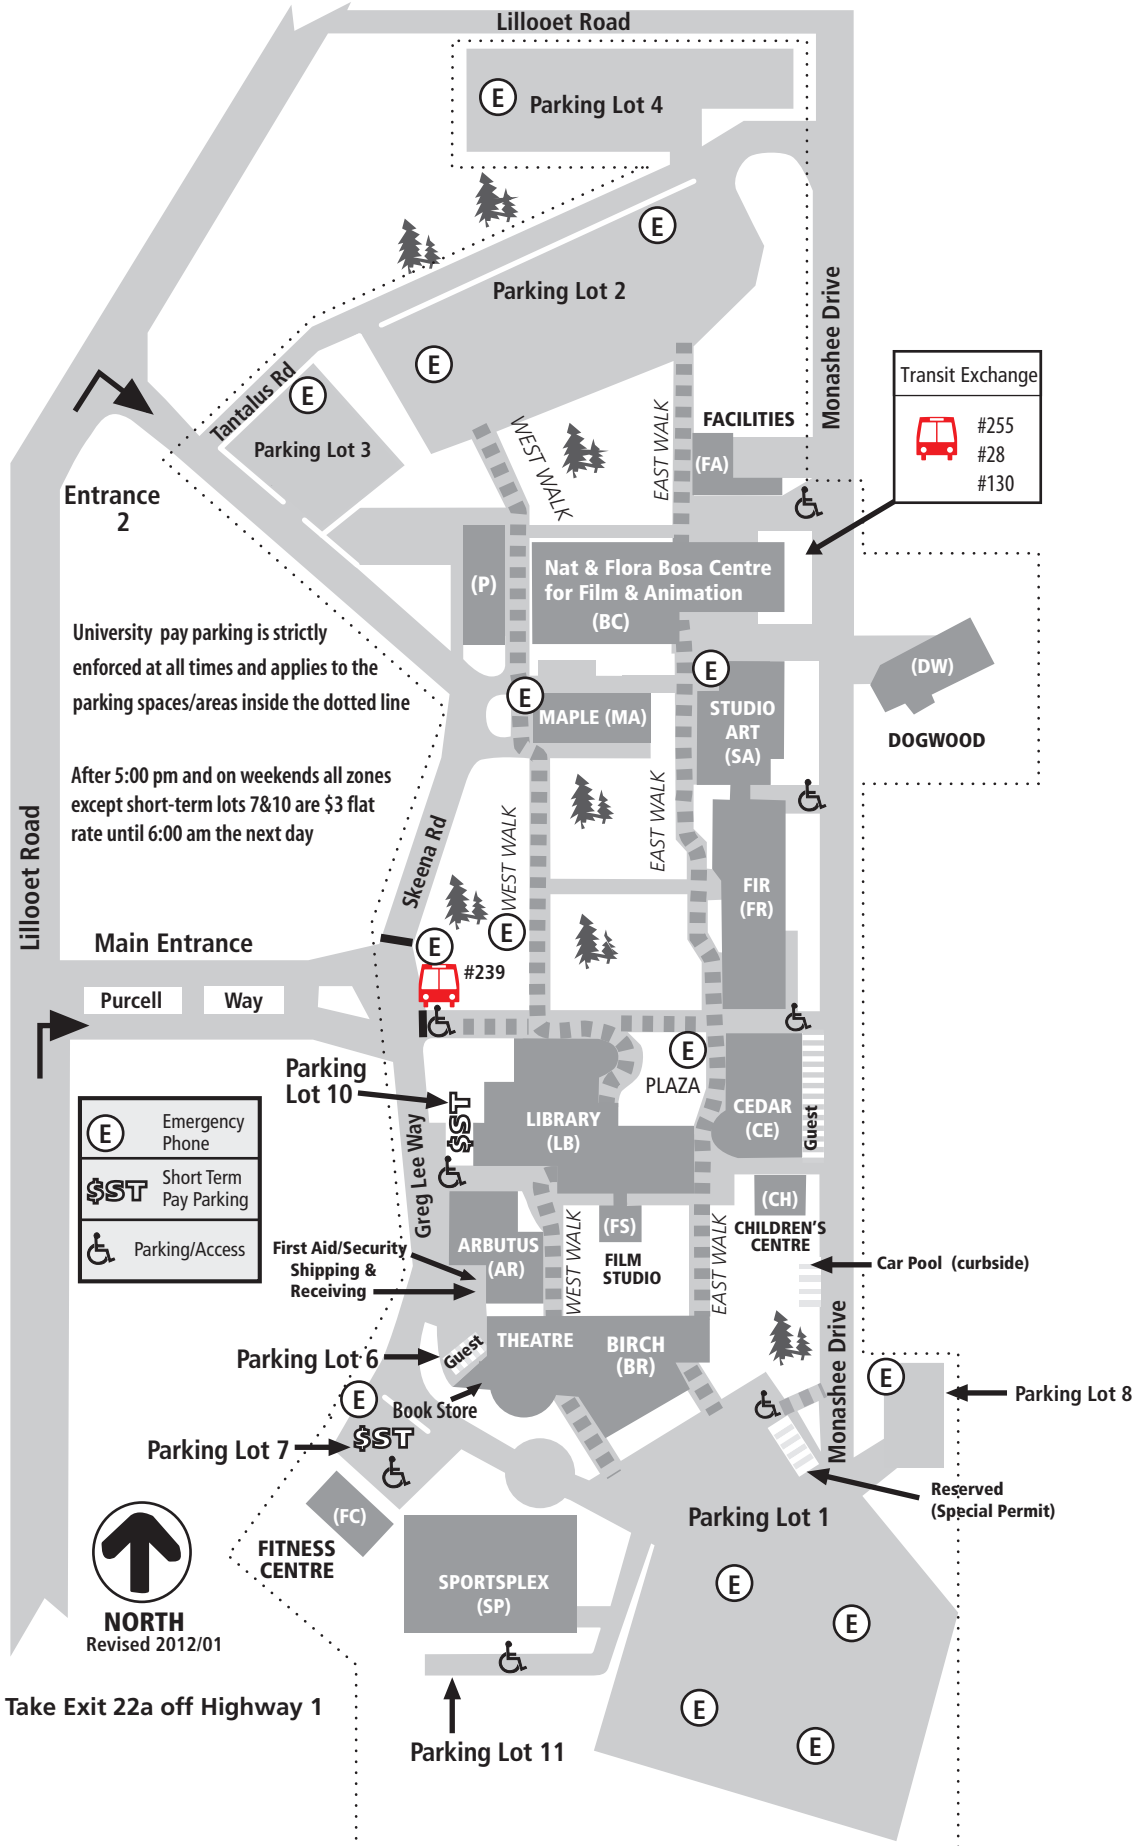 Lillooet Road
E
Parking Lot 4
E
Parking Lot 2
Monashee Drive
E
Tantalus Rd
E
Parking Lot 3
Transit Exchange
#255
#28
#130
WEST WALK
EAST WALK
FACILITIES
(FA)
Entrance
2
(P)
Nat & Flora Bosa Centre
for Film & Animation
(BC)
University pay parking is strictly
enforced at all times and applies to the
parking spaces/areas inside the dotted line
E
E
MAPLE (MA)
STUDIO
ART
(SA)
(DW)
DOGWOOD
After 5:00 pm and on weekends all zones
except short-term lots 7&10 are $3 flat
rate until 6:00 am the next day
Lillooet Road
Skeena Rd
WEST WALK
EAST WALK
FIR
(FR)
Main Entrance
E
E
#239
Purcell Way
E
PLAZA
Parking
Lot 10
$ST
Greg Lee Way
LIBRARY
(LB)
CEDAR
(CE)
Guest
E
Emergency
Phone
$ST
Short Term
Pay Parking
Parking/Access
(CH)
CHILDREN'S
CENTRE
ARBUTUS
(AR)
WEST WALK
(FS)
FILM
STUDIO
EAST WALK
First Aid/Security
Shipping &
Receiving
Car Pool (curbside)
Monashee Drive
THEATRE
BIRCH
(BR)
Parking Lot 6
Guest
Book Store
E
E
Parking Lot 8
Parking Lot 7
$ST
Reserved
(Special Permit)
Parking Lot 1
(FC)
FITNESS
CENTRE
SPORTSPLEX
(SP)
E
E
E
E
NORTH
Revised 2012/01
Take Exit 22a off Highway 1
Parking Lot 11